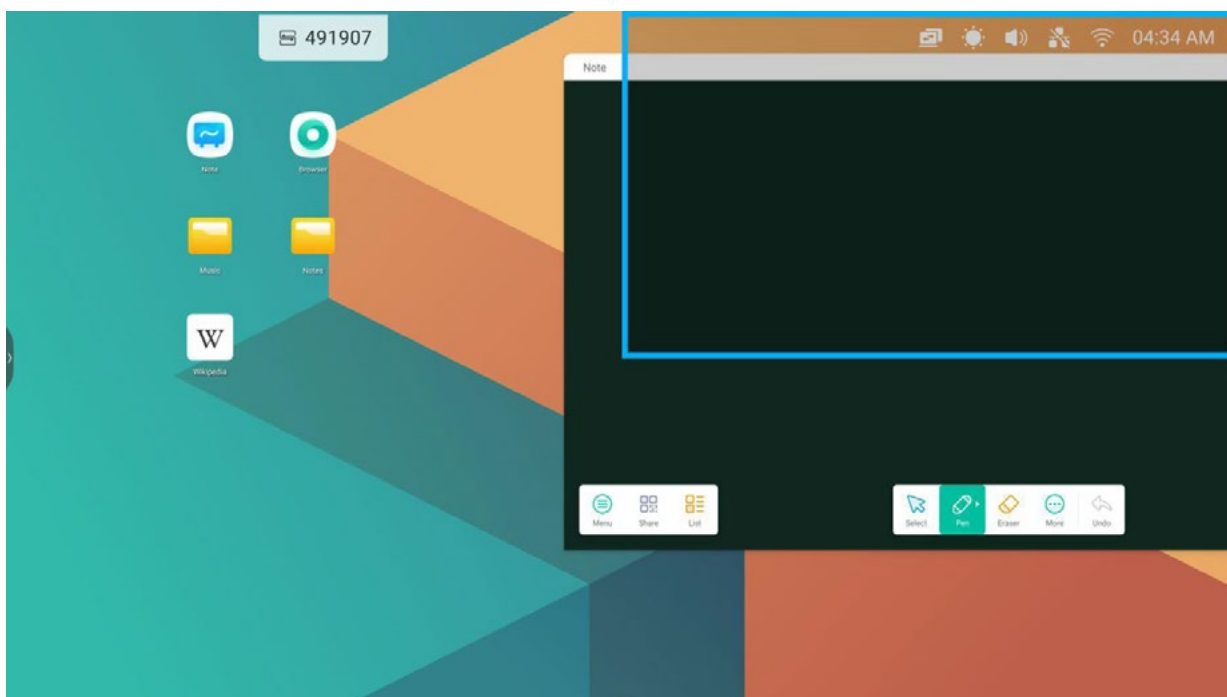 491907
04:34 AM
Note
Note
Browser
Music
Notes
W
Wikipedia
Menu
Share
List
Select
Pen
Eraser
More
Undo